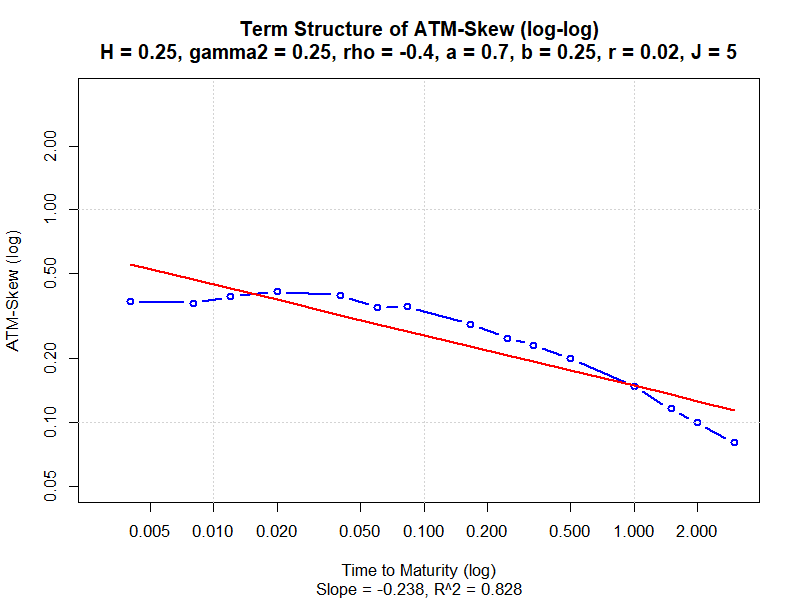 Term Structure of ATM-Skew (log-log)
H = 0.25, gamma2 = 0.25, rho = -0.4, a = 0.7, b = 0.25, r = 0.02, J = 5
ATM-Skew (log)
2.00
1.00
0.50
0.20
0.10
0.05
0.005 0.010 0.020 0.050 0.100 0.200 0.500 1.000 2.000
Time to Maturity (log)
Slope = -0.238, R^2 = 0.828